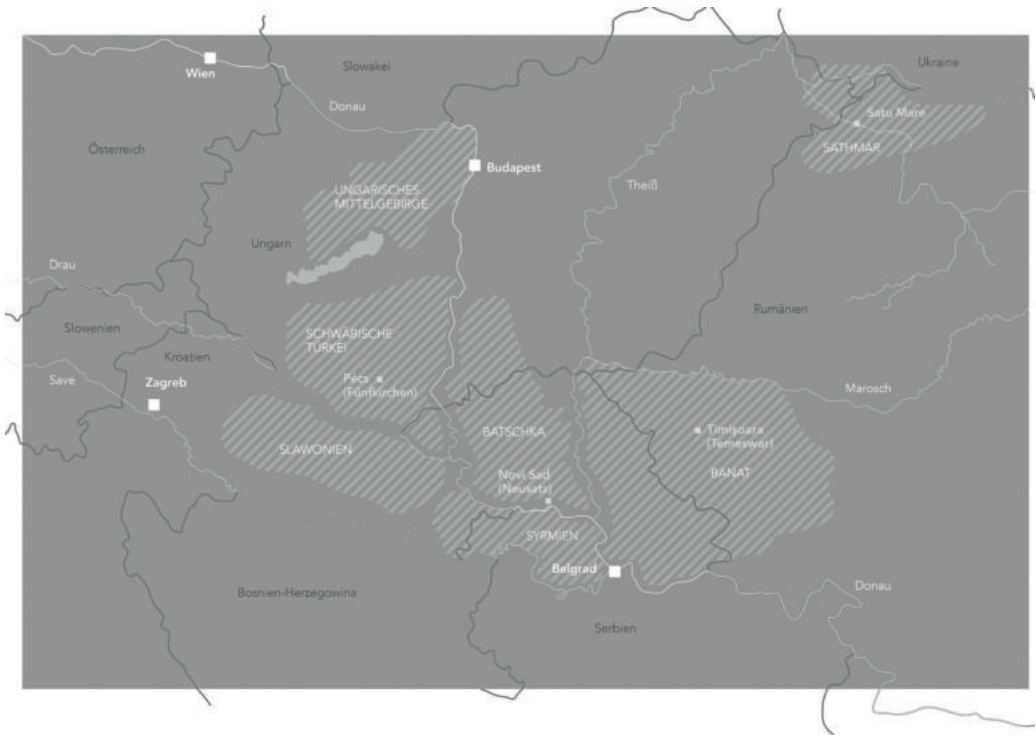 Wien
Slowakei
Ukraine
Donau
Satu Mare
Österreich
SATHMAR
Budapest
Theiß
UNGARISCHES
MITTELGEBIRGE
Ungarn
Drau
Rumänien
Slowenien
SCHWÄBISCHE
TÜRKEI
Kroatien
Save
Zagreb
Pécs
(Fünfkirchen)
Marosch
BATSCHKA
Timişoara
(Temeswar)
SLAWONIEN
BANAT
Novi Sad
(Neusatz)
SYRMIEN
Belgrad
Donau
Bosnien-Herzegowina
Serbien